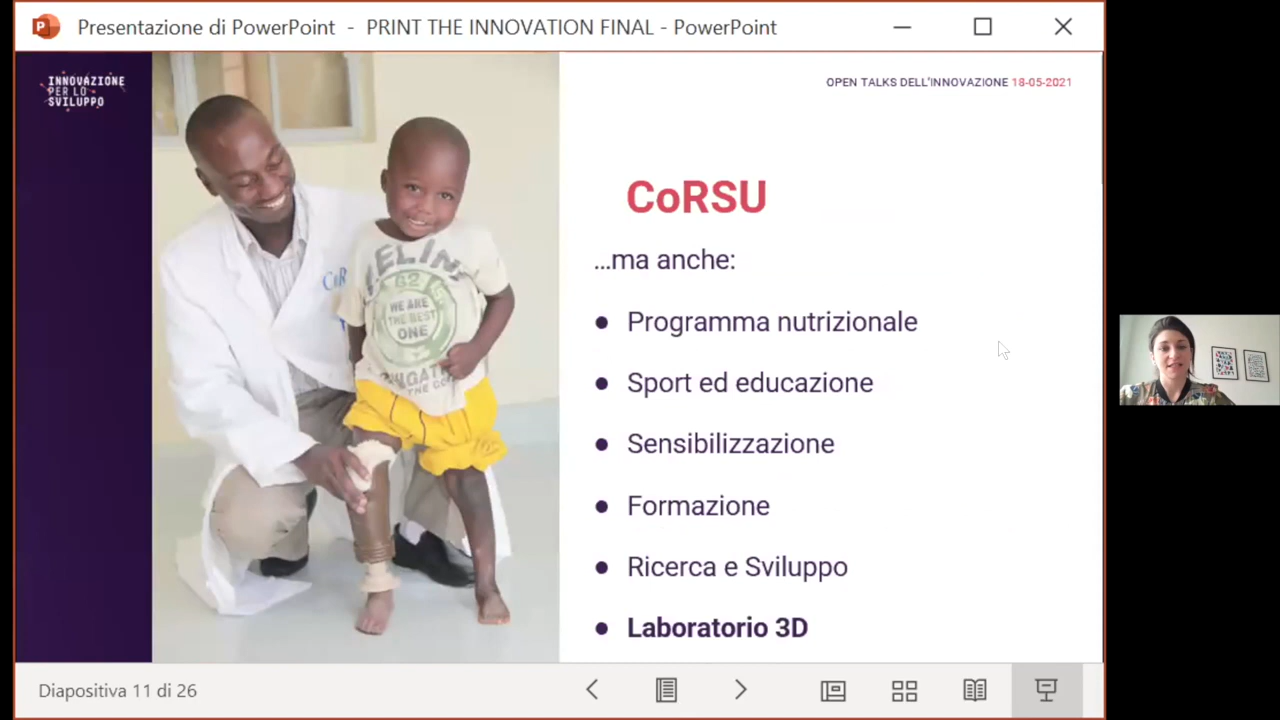 Presentazione di PowerPoint - PRINT THE INNOVATION FINAL - PowerPoint
INNOVAZIONE
PER LO
SVILUPPO
OPEN TALKS DELL'INNOVAZIONE 18-05-2021
CoRSU
...ma anche:
● Programma nutrizionale
● Sport ed educazione
● Sensibilizzazione
● Formazione
● Ricerca e Sviluppo
● Laboratorio 3D
WE ARE
THE BEST
ONE
Diapositiva 11 di 26